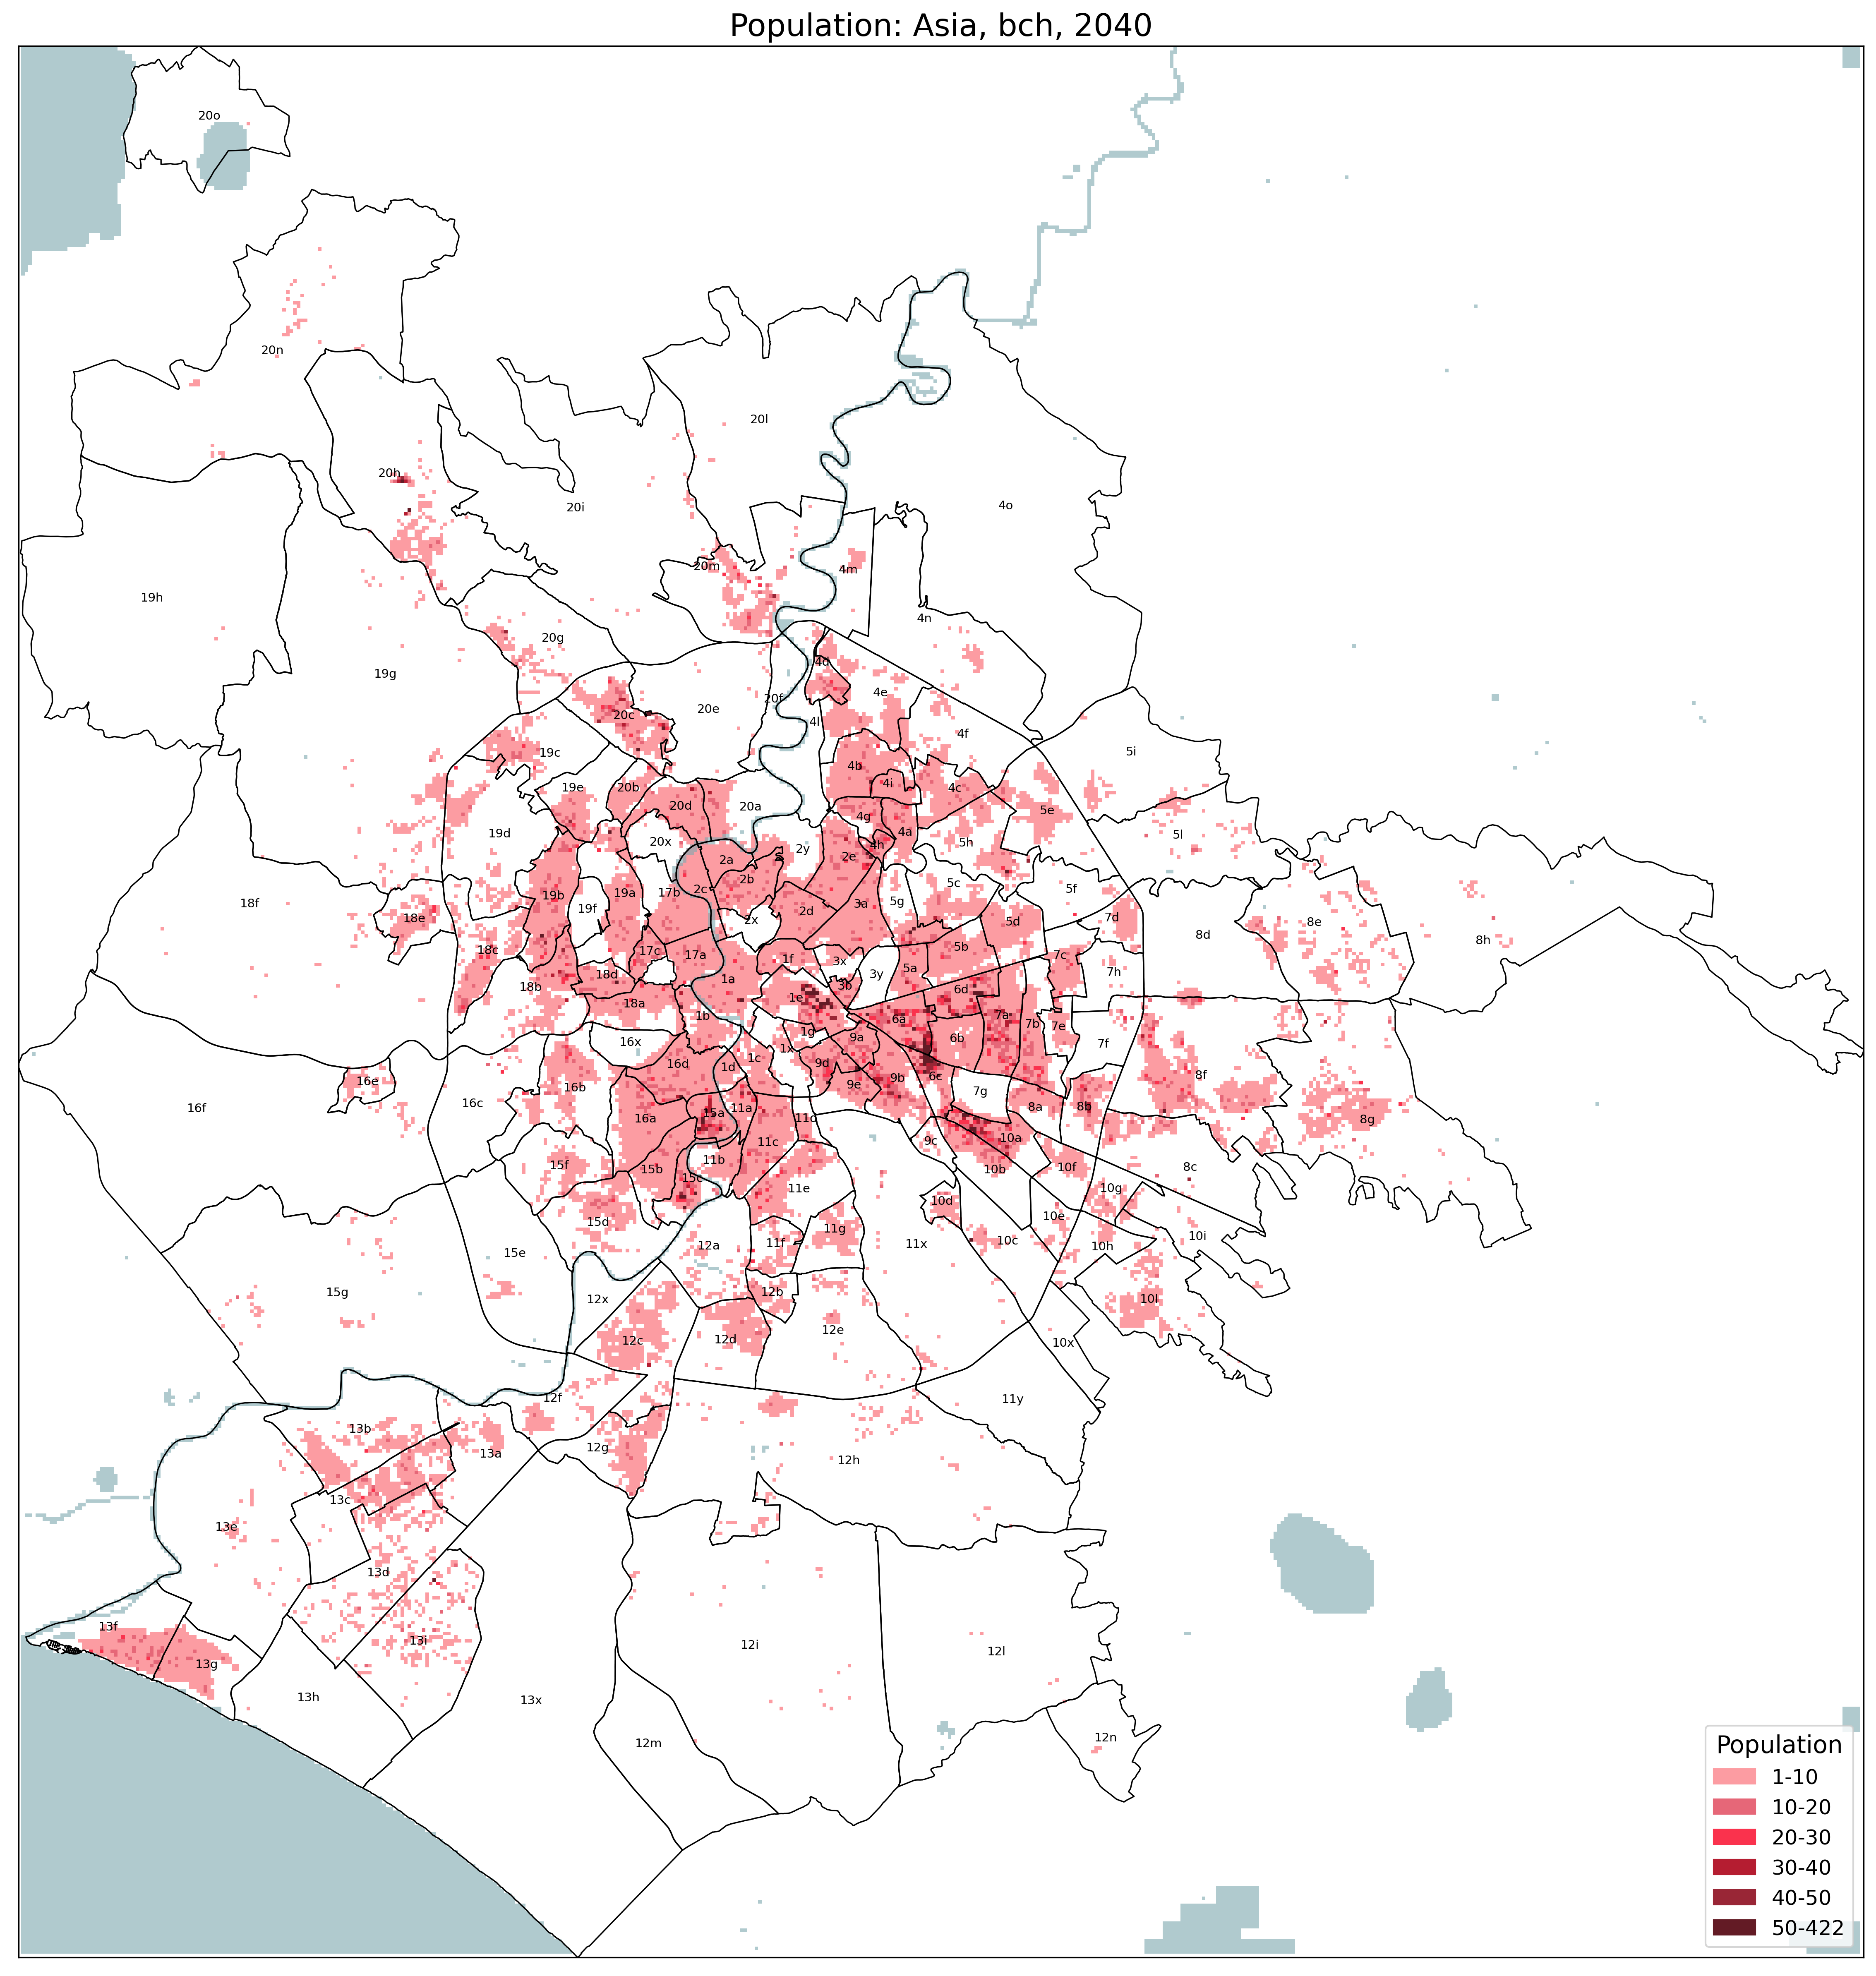 Population: Asia, bch, 2040
20o
20n
20l
20h
20i
4o
20m
4m
19h
4n
20g
4d
19g
4e
20f
20e
20c
4l
4f
5i
19c
4b
4i
19e
20b
4c
20d
20a
5e
4g
19d
4a
5l
20x
4h
5h
2y
2e
2a
2b
5c
5f
17b
2c
19b
19a
18f
5g
3a
19f
2d
18e
2x
5d
7d
8e
8d
8h
5b
18c
17c
17a
7c
1f
3x
5a
7h
18d
3y
1a
18b
3b
6d
1e
18a
1b
7a
6a
7b
7e
1g
9a
6b
16x
7f
1x
1c
9d
16d
1d
6c
8f
9b
16e
9e
16b
7g
16c
16f
11a
8a
8b
15a
16a
11d
8g
10a
11c
9c
11b
15f
10f
8c
15b
10b
15c
11e
10g
10d
10e
15d
11g
10i
10c
11f
11x
12a
10h
15e
15g
12b
12x
10l
12e
12d
12c
10x
12f
11y
13b
12g
13a
12h
13c
13e
13d
13f
13i
12i
12l
13g
13h
13x
12n
12m
Population
1-10
10-20
20-30
30-40
40-50
50-422